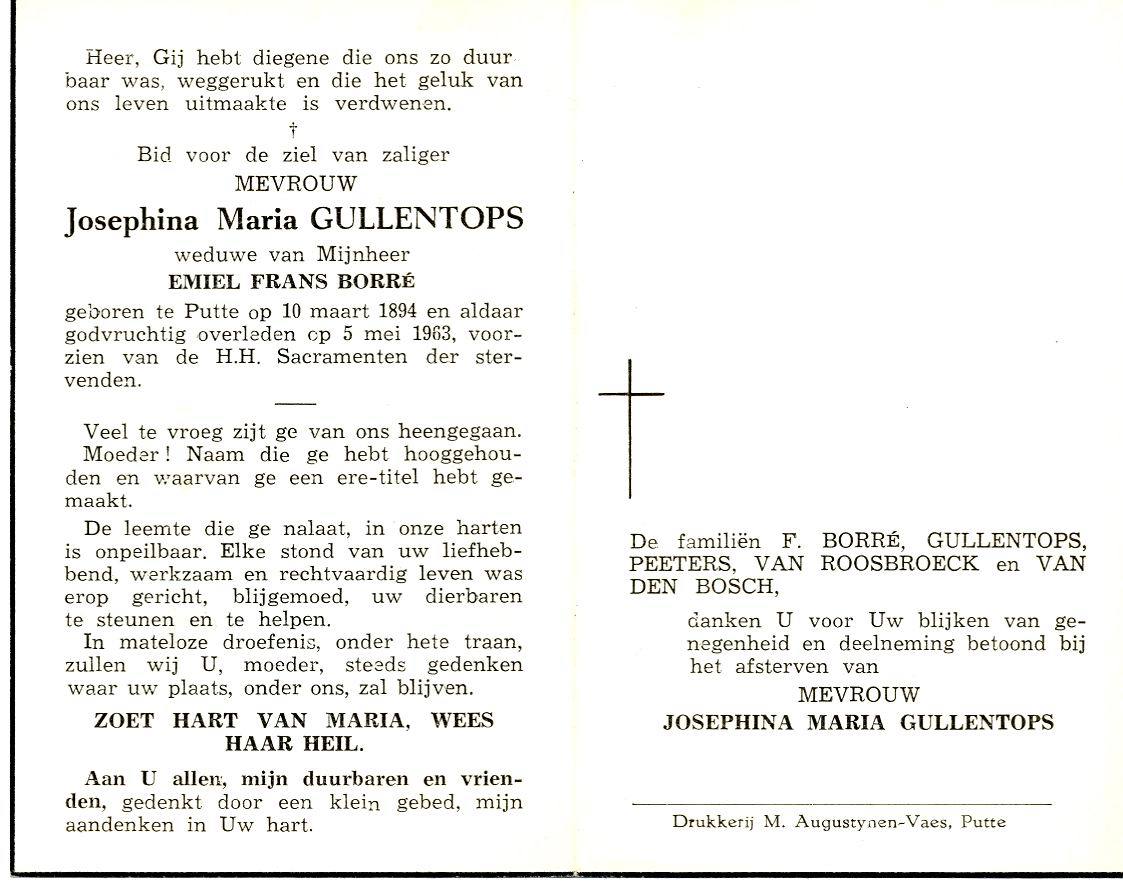 Heer, Gij hebt diegene die ons zo duur
baar was, weggerukt en die het geluk van
ons leven uitmaakte is verdwenen.
†
Bid voor de ziel van zaliger
MEVROUW
Josephina Maria GULLENTOPS
weduwe van Mijnheer
EMIEL FRANS BORRÉ
geboren te Putte op 10 maart 1894 en aldaar
godvruchtig overleden op 5 mei 1963, voor-
zien van de H.H. Sacramenten der ster-
venden.
Veel te vroeg zijt ge van ons heengegaan.
Moeder ! Naam die ge hebt hooggehou-
den en waarvan ge een ere-titel hebt ge-
maakt.
De leemte die ge nalaat, in onze harten
is onpeilbaar. Elke stond van uw liefheb-
bend, werkzaam en rechtvaardig leven was
erop gericht, blijgemoed, uw dierbaren
te steunen en te helpen.
In mateloze droefenis, onder hete traan,
zullen wij U, moeder, steeds gedenken
waar uw plaats, onder ons, zal blijven.
ZOET HART VAN MARIA, WEES
HAAR HEIL.
Aan U allen, mijn duurbaren en vrien-
den, gedenkt door een klein gebed, mijn
aandenken in Uw hart.
De familiën F. BORRÉ, GULLENTOPS,
PEETERS, VAN ROOSBROECK en VAN
DEN BOSCH,
danken U voor Uw blijken van ge-
negenheid en deelneming betoond bij
het afsterven van
MEVROUW
JOSEPHINA MARIA GULLENTOPS
Drukkerij M. Augustynen-Vaes, Putte